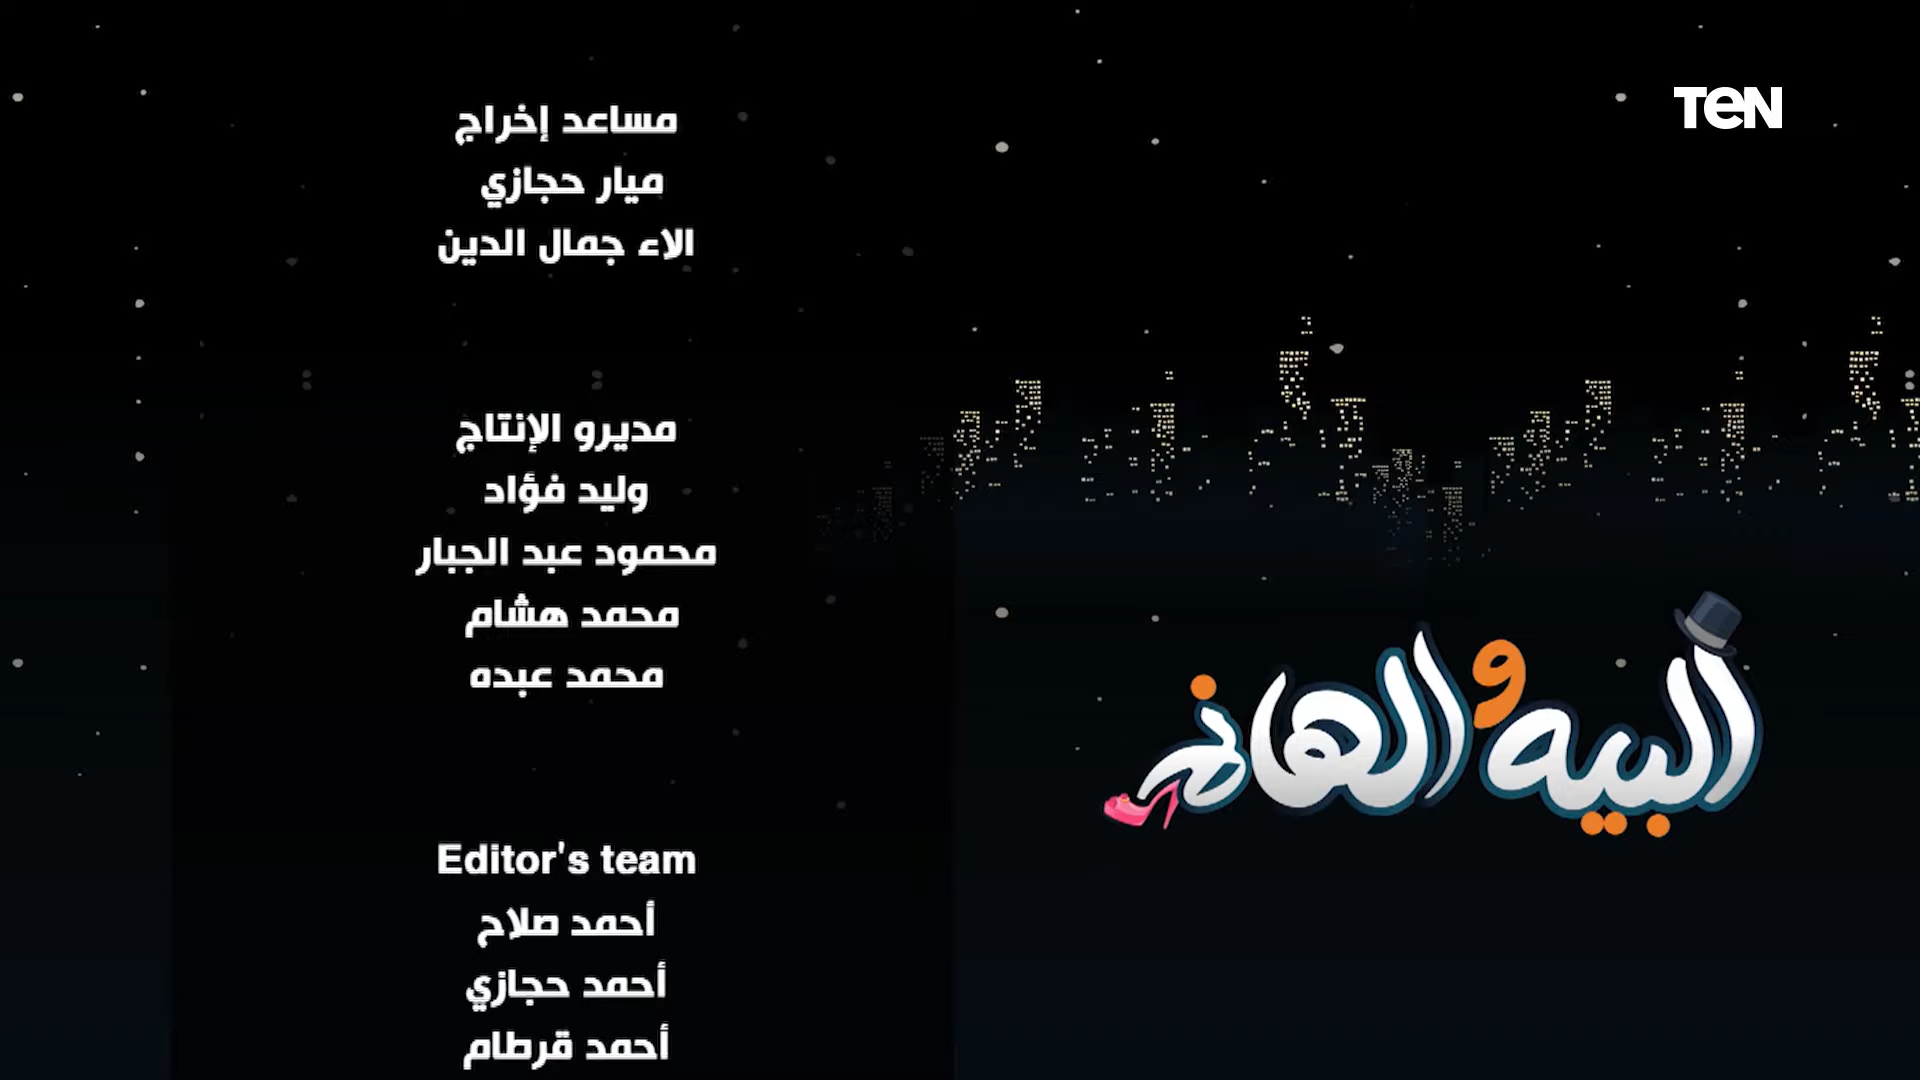 TEN
مساعد إخراج
ميار حجازي
الاء جمال الدين
مديرو الإنتاج
وليد فؤاد
محمود عبد الجبار
محمد هشام
محمد عبده
Editor's team
أحمد صلاح
أحمد حجازي
أحمد قرطام
البيه و الهانم